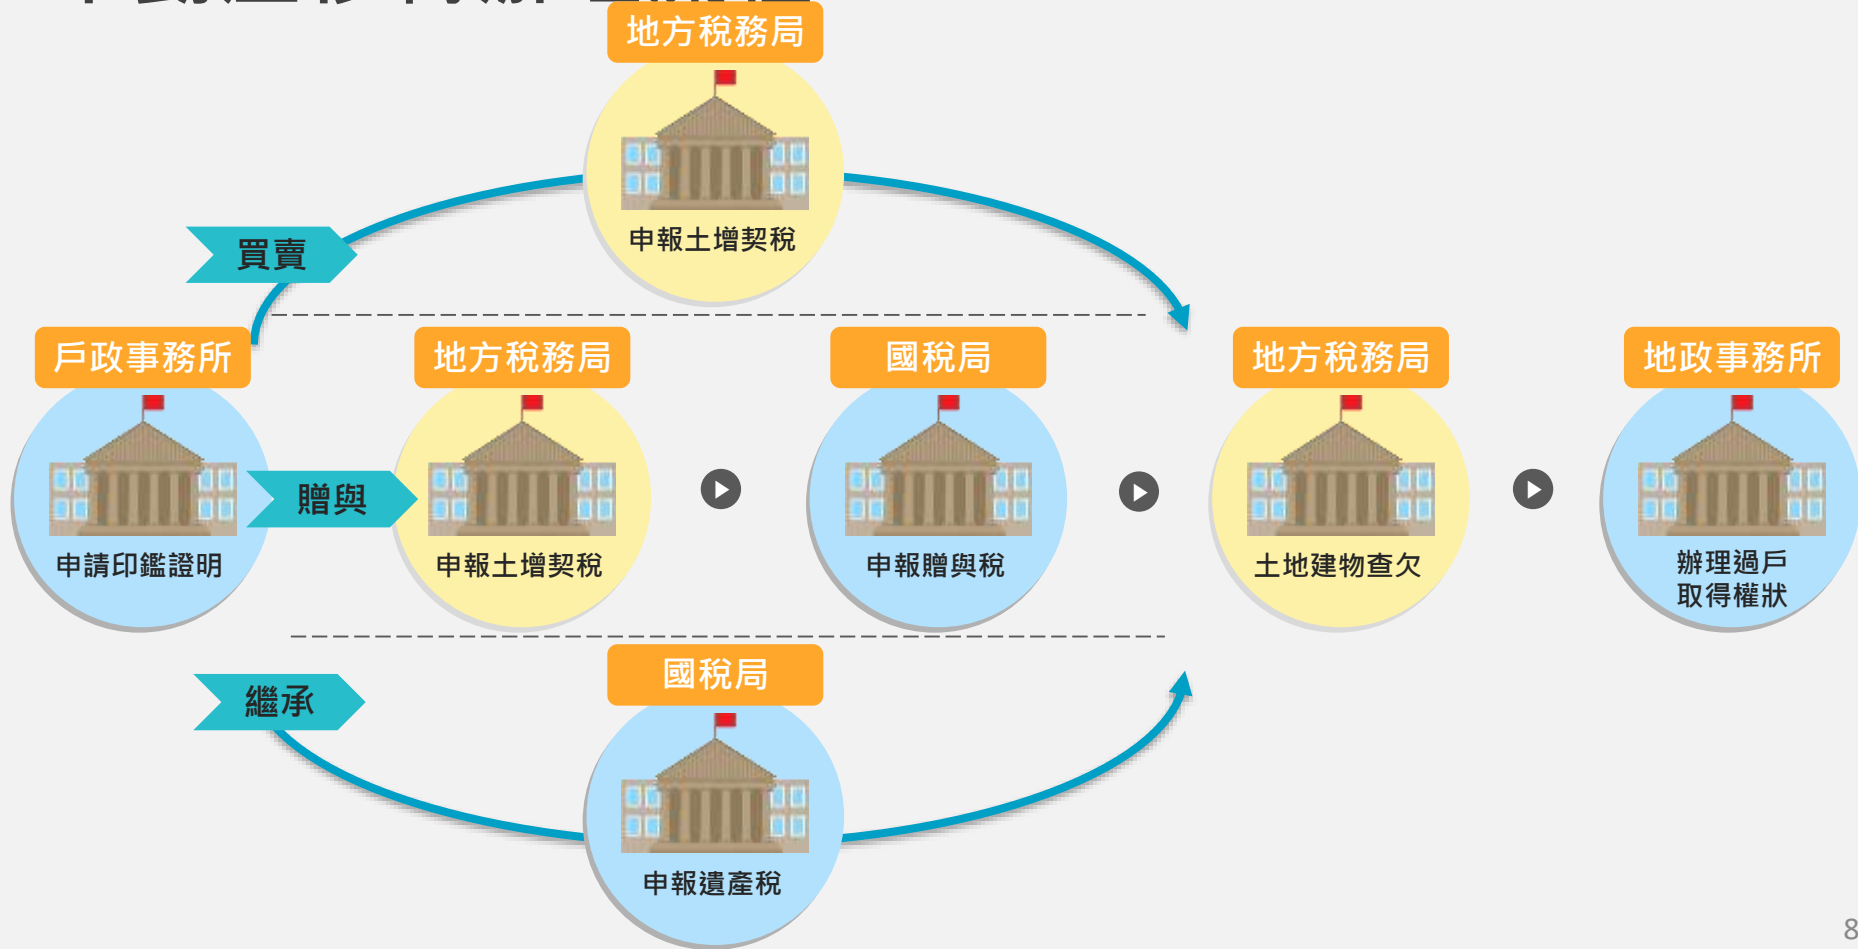 地方稅務局
申報土增契稅
買賣
戶政事務所
申請印鑑證明
贈與
地方稅務局
申報土增契稅
國稅局
申報贈與稅
地方稅務局
土地建物查欠
地政事務所
辦理過戶
取得權狀
繼承
國稅局
申報遺產稅
8